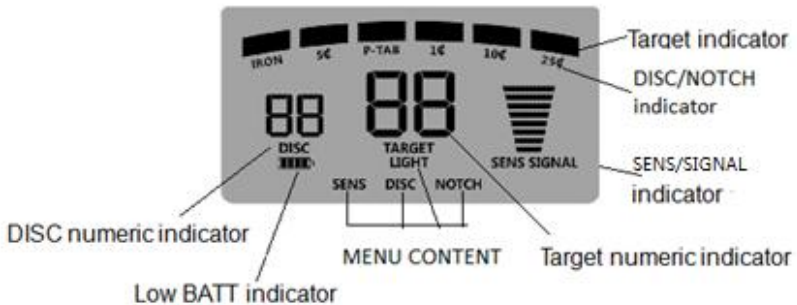 IRON 5¢ P-TAB 1¢ 10¢ 25¢
Target indicator
DISC/NOTCH
indicator
88
DISC
88
TARGET
LIGHT
SENS SIGNAL
SENS/SIGNAL
indicator
SENS DISC NOTCH
DISC numeric indicator
MENU CONTENT
Target numeric indicator
Low BATT indicator